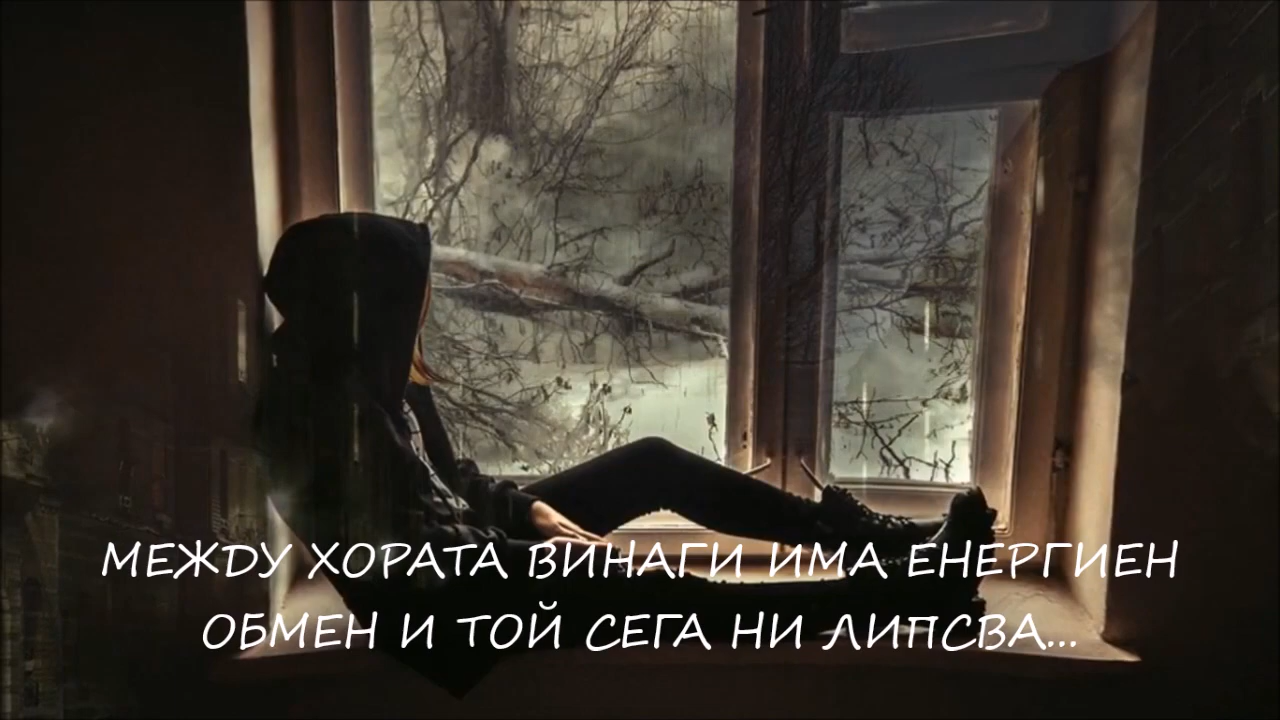 МЕЖДУ ХОРАТА ВИНАГИ ИМА ЕНЕРГИЕН
ОБМЕН И ТОЙ СЕГА НИ ЛИПСВА...